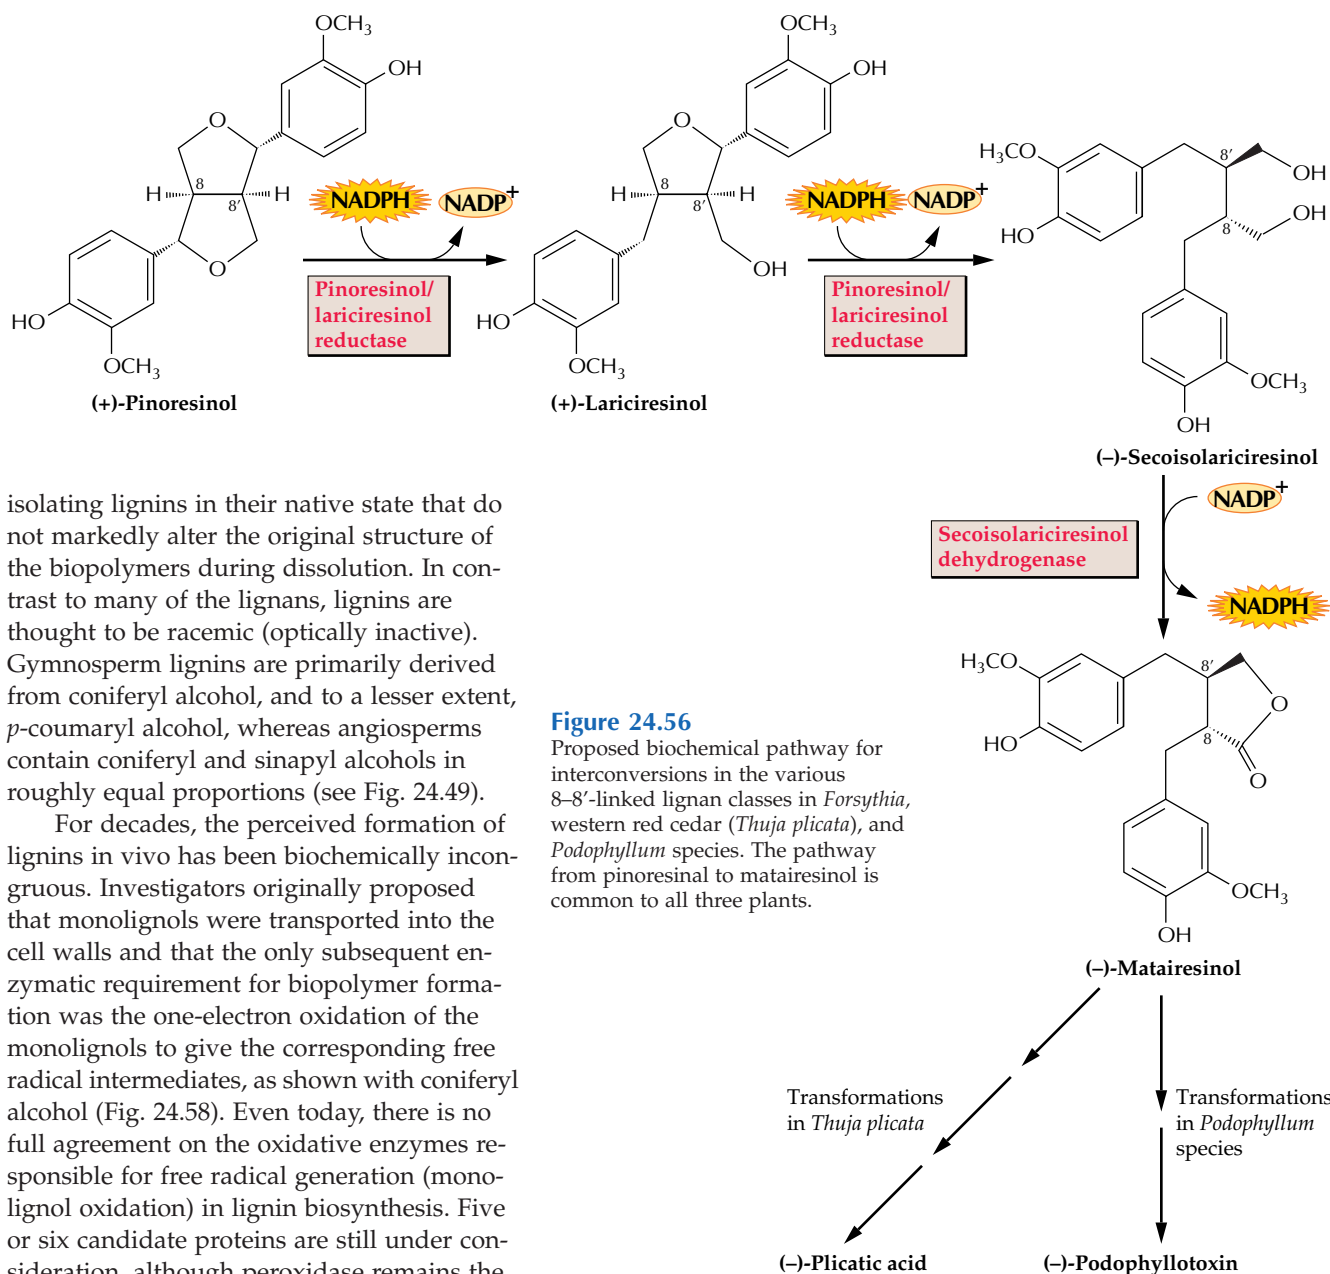 OCH3
OH
O
H
8
8'
H
O
HO
OCH3
(+)-Pinoresinol
NADPH
NADP+
Pinoresinol/
lariciresinol
reductase
OCH3
OH
O
H
8
8'
H
OH
HO
OCH3
(+)-Lariciresinol
NADPH
NADP+
Pinoresinol/
lariciresinol
reductase
H3CO
HO
8'
OH
8
OH
OCH3
OH
(–)-Secoisolariciresinol
NADP+
Secoisolariciresinol
dehydrogenase
NADPH
H3CO
HO
8'
O
8
O
OCH3
OH
(–)-Matairesinol
Transformations
in Thuja plicata
Transformations
in Podophyllum
species
(–)-Plicatic acid
(–)-Podophyllotoxin
isolating lignins in their native state that do
not markedly alter the original structure of
the biopolymers during dissolution. In con-
trast to many of the lignans, lignins are
thought to be racemic (optically inactive).
Gymnosperm lignins are primarily derived
from coniferyl alcohol, and to a lesser extent,
p-coumaryl alcohol, whereas angiosperms
contain coniferyl and sinapyl alcohols in
roughly equal proportions (see Fig. 24.49).
For decades, the perceived formation of
lignins in vivo has been biochemically incon-
gruous. Investigators originally proposed
that monolignols were transported into the
cell walls and that the only subsequent en-
zymatic requirement for biopolymer forma-
tion was the one-electron oxidation of the
monolignols to give the corresponding free
radical intermediates, as shown with coniferyl
alcohol (Fig. 24.58). Even today, there is no
full agreement on the oxidative enzymes re-
sponsible for free radical generation (mono-
lignol oxidation) in lignin biosynthesis. Five
or six candidate proteins are still under con-
sideration, although peroxidase remains the
Figure 24.56
Proposed biochemical pathway for
interconversions in the various
8–8'-linked lignan classes in Forsythia,
western red cedar (Thuja plicata), and
Podophyllum species. The pathway
from pinoresinal to matairesinol is
common to all three plants.